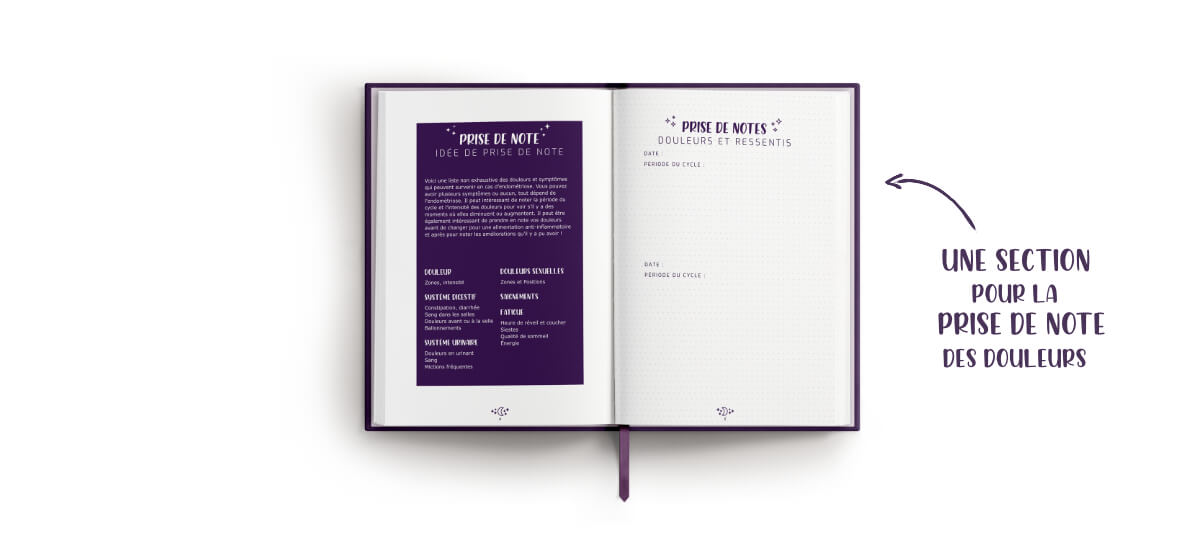 PRISE DE NOTE
IDÉE DE PRISE DE NOTE
Voici une liste non exhaustive des douleurs et symptômes
qui peuvent survenir en cas d'endométriose. Vous pouvez
avoir plusieurs symptômes ou aucun, tout dépend de
l'endométriose. Il peut intéressant de noter la période du
cycle et l'intensité des douleurs pour voir s'il y a des
moments où elles diminuent ou augmentent. Il peut être
également intéressant de prendre en note vos douleurs
avant de changer pour une alimentation anti-inflammatoire
et après pour noter les améliorations qu'il y a pu avoir !
DOULEUR
Zones, intensité
SYSTÈME DIGESTIF
Constipation, diarrhée
Sang dans les selles
Douleurs avant ou à la selle
Ballonnements
SYSTÈME URINAIRE
Douleurs en urinant
Sang
Mictions fréquentes
DOULEURS SEXUELLES
Zones et Positions
SAIGNEMENTS
FATIGUE
Heure de réveil et coucher
Siestes
Qualité de sommeil
Énergie
PRISE DE NOTES
DOULEURS ET RESSENTIS
DATE :
PÉRIODE DU CYCLE :
DATE :
PÉRIODE DU CYCLE :
UNE SECTION
POUR LA
PRISE DE NOTE
DES DOULEURS